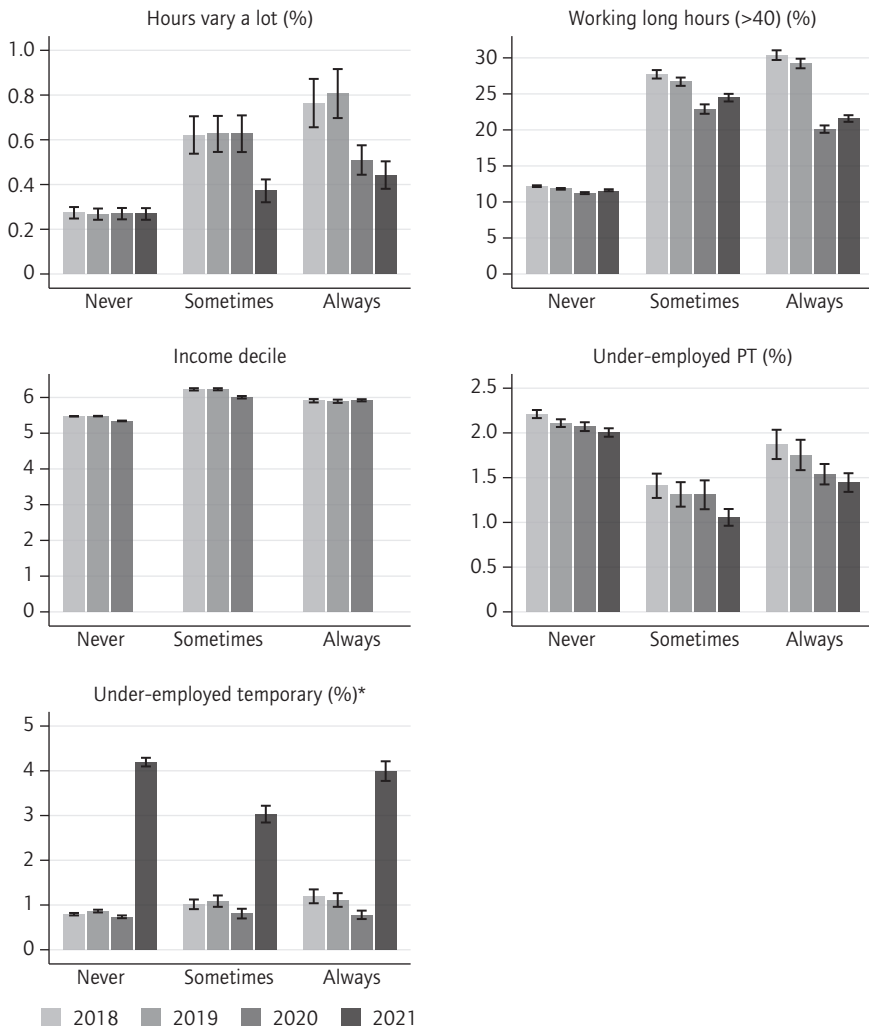 Hours vary a lot (%)
1.0
0.8
0.6
0.4
0.2
0
Never Sometimes Always
Working long hours (>40) (%)
30
25
20
15
10
5
0
Never Sometimes Always
Income decile
6
5
4
3
2
1
0
Never Sometimes Always
Under-employed PT (%)
2.5
2.0
1.5
1.0
0.5
0
Never Sometimes Always
Under-employed temporary (%)*
5
4
3
2
1
0
Never Sometimes Always
2018 2019 2020 2021